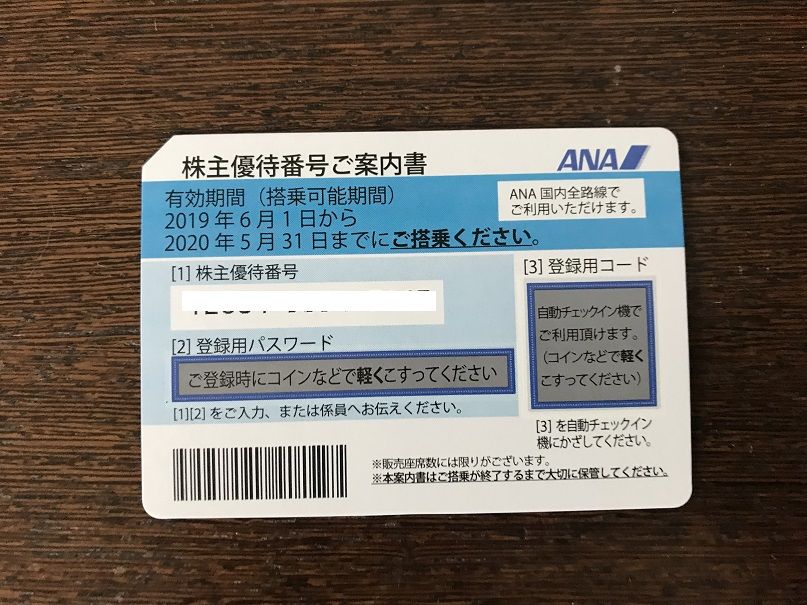 株主優待番号ご案内書
ANA
有効期間（搭乗可能期間）
2019年6月1日から
2020年5月31日までにご搭乗ください。
ANA国内全路線で
ご利用いただけます。
[1] 株主優待番号
[2] 登録用パスワード
ご登録時にコインなどで軽くこすってください
[1][2] をご入力、または係員へお伝えください。
[3] 登録用コード
自動チェックイン機で
ご利用頂けます。
（コインなどで軽く
こすってください）
[3] を自動チェックイン
機にかざしてください。
※販売座席数には限りがございます。
※本案内書はご搭乗が終了するまで大切に保管してください。